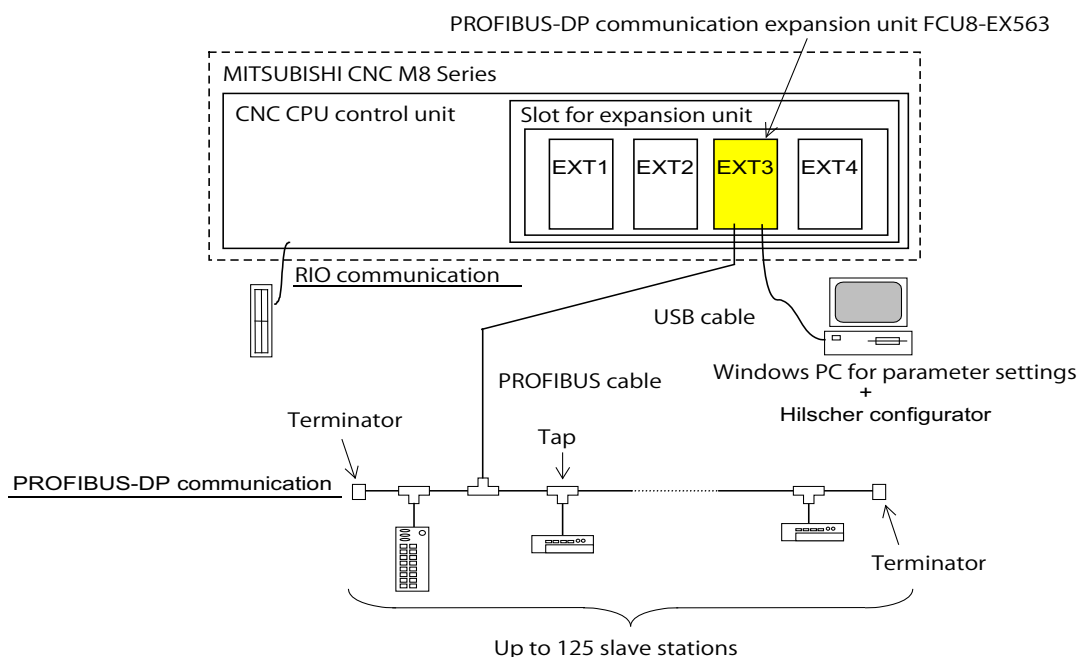 PROFIBUS-DP communication expansion unit FCU8-EX563
MITSUBISHI CNC M8 Series
CNC CPU control unit
Slot for expansion unit
EXT1
EXT2
EXT3
EXT4
RIO communication
USB cable
PROFIBUS cable
Windows PC for parameter settings
+
Hilscher configurator
Terminator
Tap
PROFIBUS-DP communication
Terminator
Up to 125 slave stations